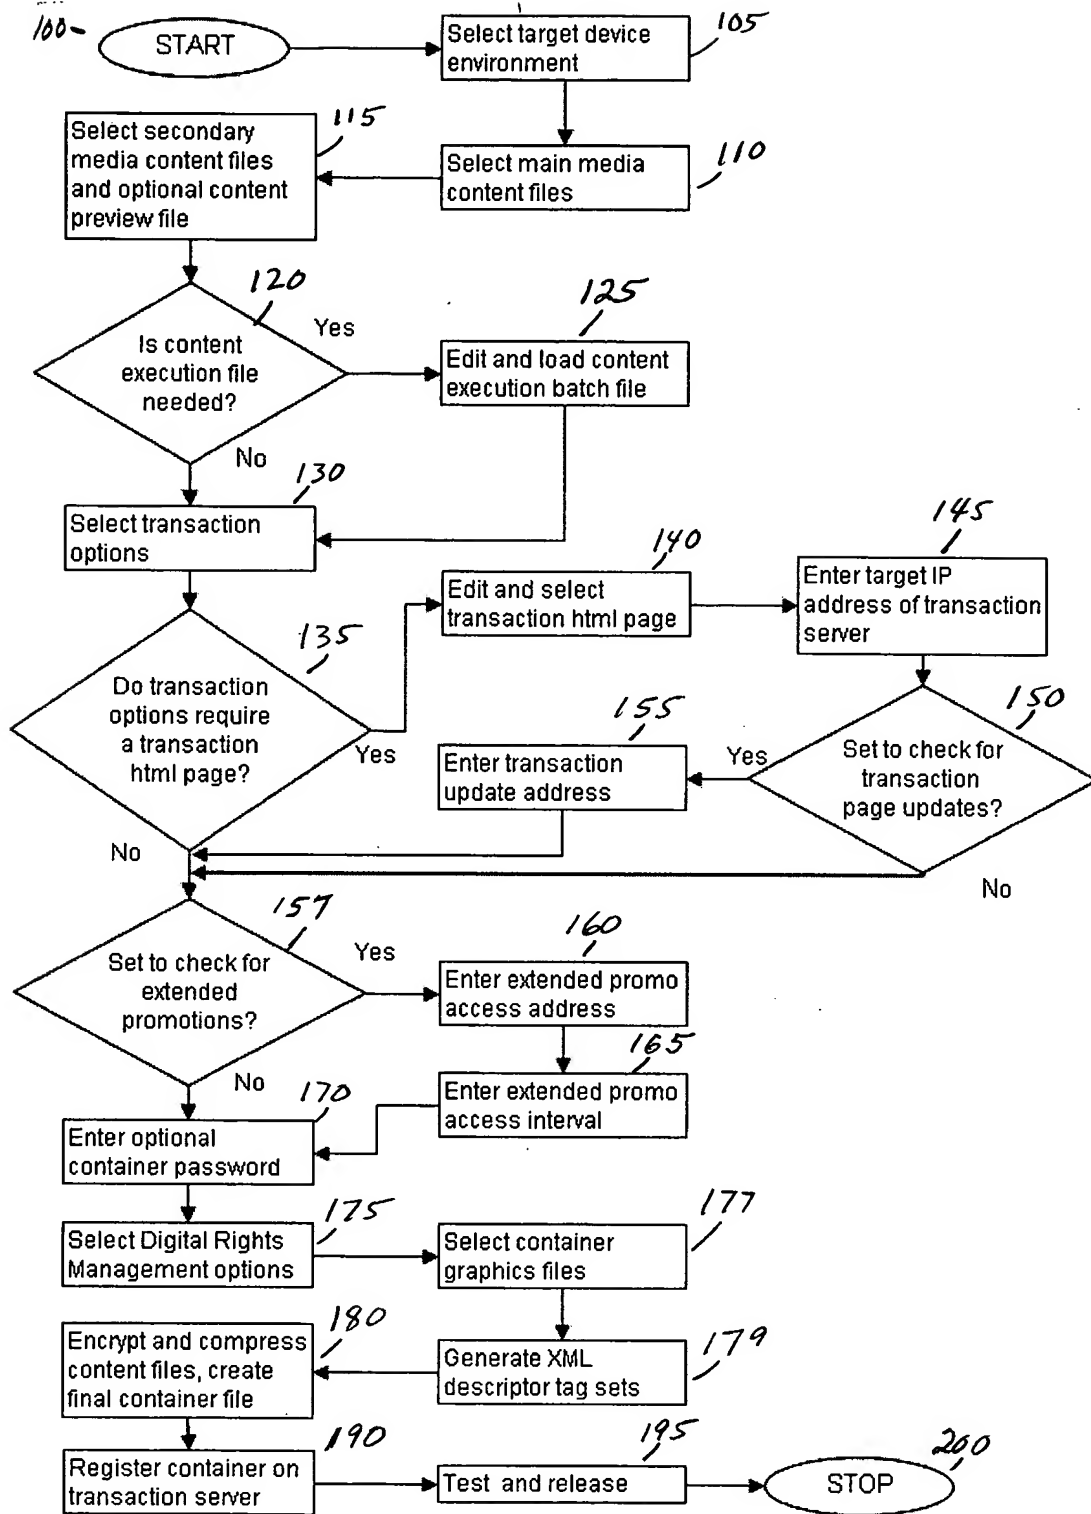 100
START
Select target device
environment
105
Select secondary
media content files
and optional content
preview file
115
Select main media
content files
110
120
Is content
execution file
needed?
Yes
No
125
Edit and load content
execution batch file
130
Select transaction
options
135
Do transaction
options require
a transaction
html page?
Yes
No
140
Edit and select
transaction html page
145
Enter target IP
address of transaction
server
150
Set to check for
transaction
page updates?
Yes
No
155
Enter transaction
update address
157
Set to check for
extended
promotions?
Yes
No
160
Enter extended promo
access address
165
Enter extended promo
access interval
170
Enter optional
container password
175
Select Digital Rights
Management options
177
Select container
graphics files
179
Generate XML
descriptor tag sets
180
Encrypt and compress
content files, create
final container file
190
Register container on
transaction server
195
Test and release
200
STOP